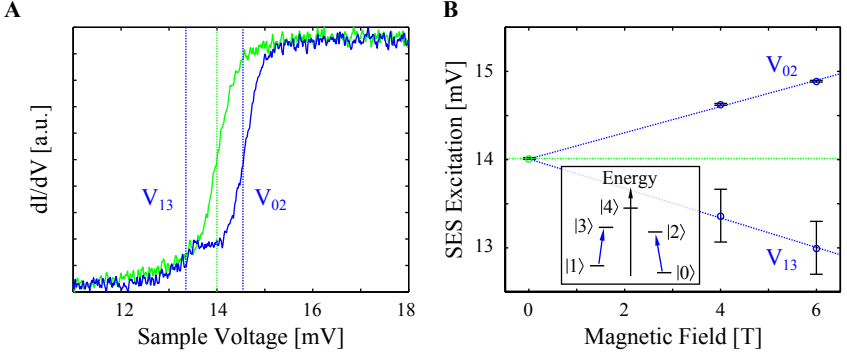 A
dI/dV [a.u.]
V₁₃
V₀₂
12
14
16
18
Sample Voltage [mV]
B
SES Excitation [mV]
15
14
13
V₀₂
V₁₃
Energy
|4⟩
|3⟩
|2⟩
|1⟩
|0⟩
0
2
4
6
Magnetic Field [T]